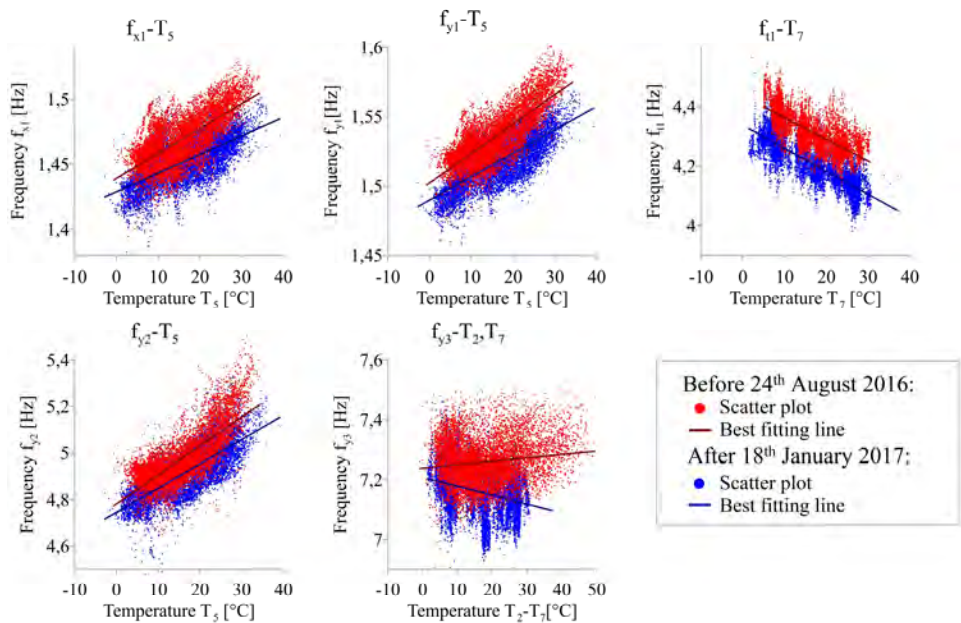 fx1-T5
Frequency fx1 [Hz]
1,5
1,45
1,4
-10 0 10 20 30 40
Temperature T5 [°C]
fy1-T5
Frequency fy1[Hz]
1,6
1,55
1,5
1,45
-10 0 10 20 30 40
Temperature T5 [°C]
ft1-T7
Frequency ft1 [Hz]
4,4
4,2
4
-10 0 10 20 30 40
Temperature T7 [°C]
fy2-T5
Frequency fy2 [Hz]
5,4
5,2
5
4,8
4,6
-10 0 10 20 30 40
Temperature T5 [°C]
fy3-T2,T7
Frequency fy3 [Hz]
7,6
7,4
7,2
7
-10 0 10 20 30 40 50
Temperature T2-T7[°C]
Before 24th August 2016:
Scatter plot
Best fitting line
After 18th January 2017:
Scatter plot
Best fitting line